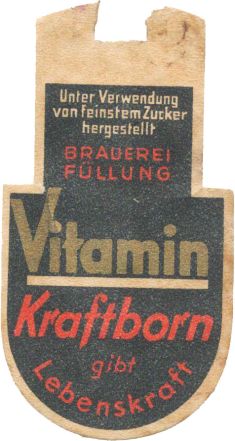 Unter Verwendung
von feinstem Zucker
hergestellt
BRAUEREI
FÜLLUNG
Vitamin
Kraftborn
gibt
Lebenskraft